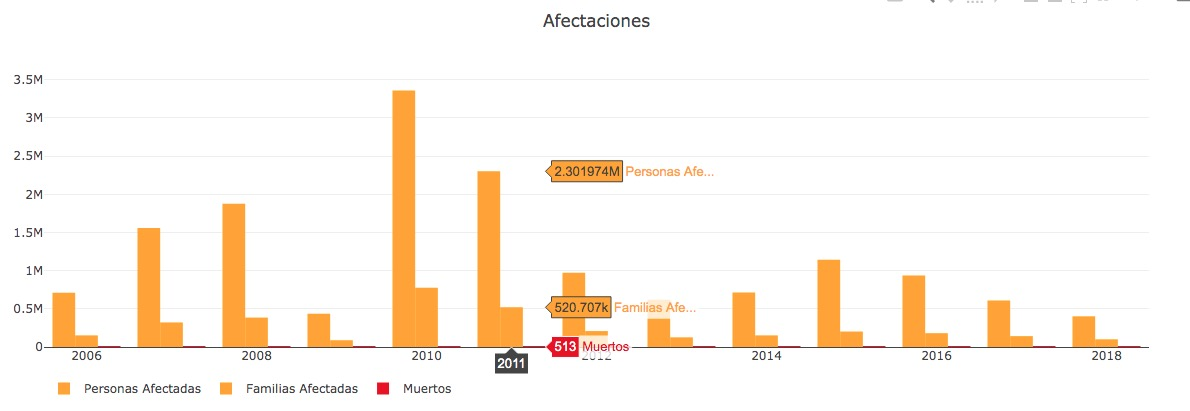 Afectaciones
3.5M
3M
2.5M
2.301974M Personas Afe...
2M
1.5M
1M
0.5M
520.707k Familias Afe...
0
513 Muertos
2006
2008
2010
2011
2012
2014
2016
2018
Personas Afectadas
Familias Afectadas
Muertos